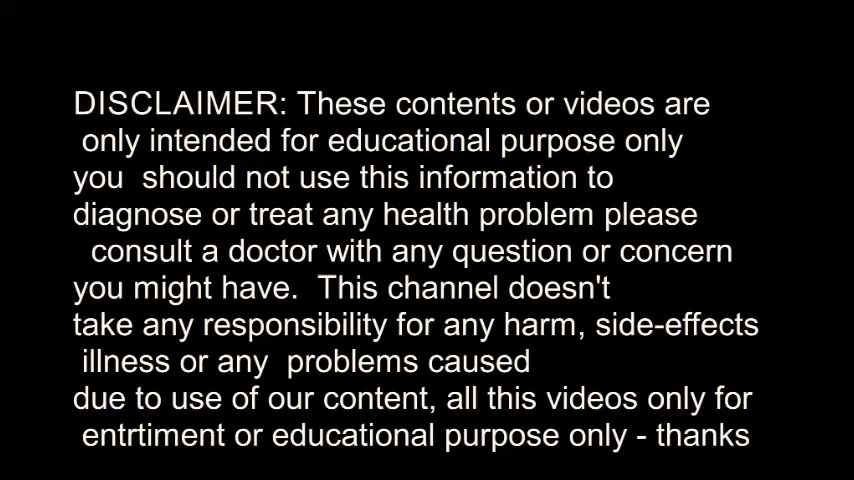 DISCLAIMER: These contents or videos are
only intended for educational purpose only
you should not use this information to
diagnose or treat any health problem please
consult a doctor with any question or concern
you might have. This channel doesn't
take any responsibility for any harm, side-effects
illness or any problems caused
due to use of our content, all this videos only for
entrtiment or educational purpose only - thanks